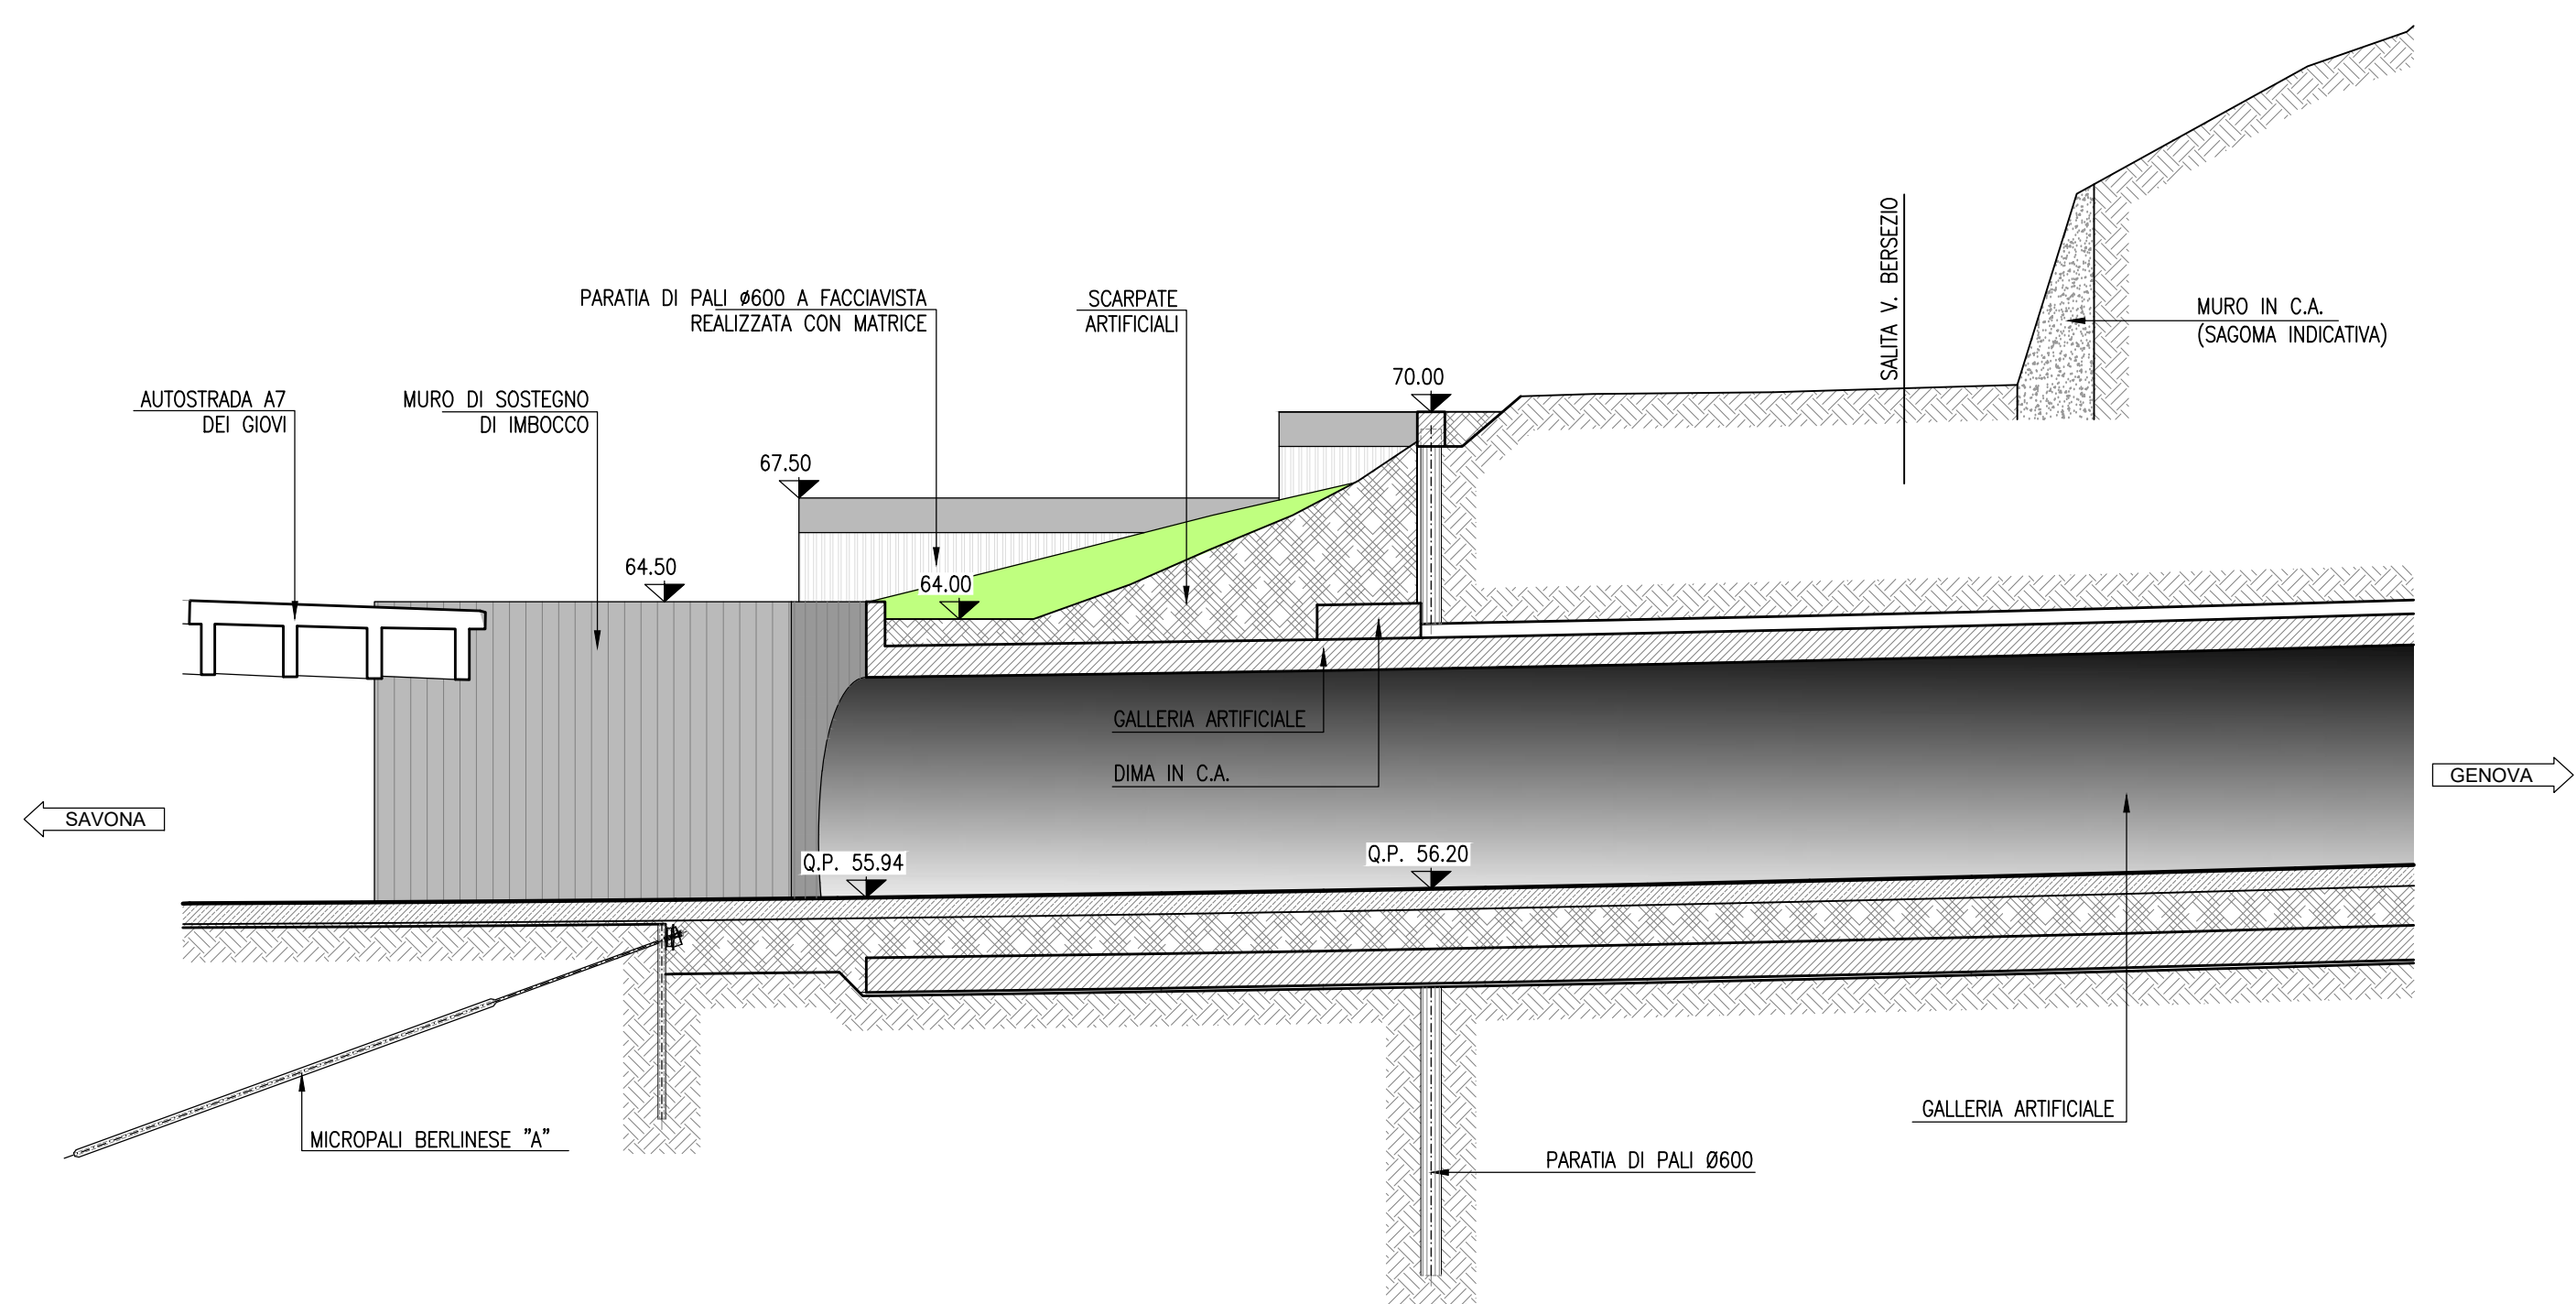 SALITA V. BERSEZIO
PARATIA DI PALI ø600 A FACCIAVISTA
REALIZZATA CON MATRICE
SCARPATE
ARTIFICIALI
MURO IN C.A.
(SAGOMA INDICATIVA)
70.00
AUTOSTRADA A7
DEI GIOVI
MURO DI SOSTEGNO
DI IMBOCCO
67.50
64.50
64.00
GALLERIA ARTIFICIALE
DIMA IN C.A.
GENOVA
SAVONA
Q.P. 55.94
Q.P. 56.20
GALLERIA ARTIFICIALE
MICROPALI BERLINESE "A"
PARATIA DI PALI Ø600